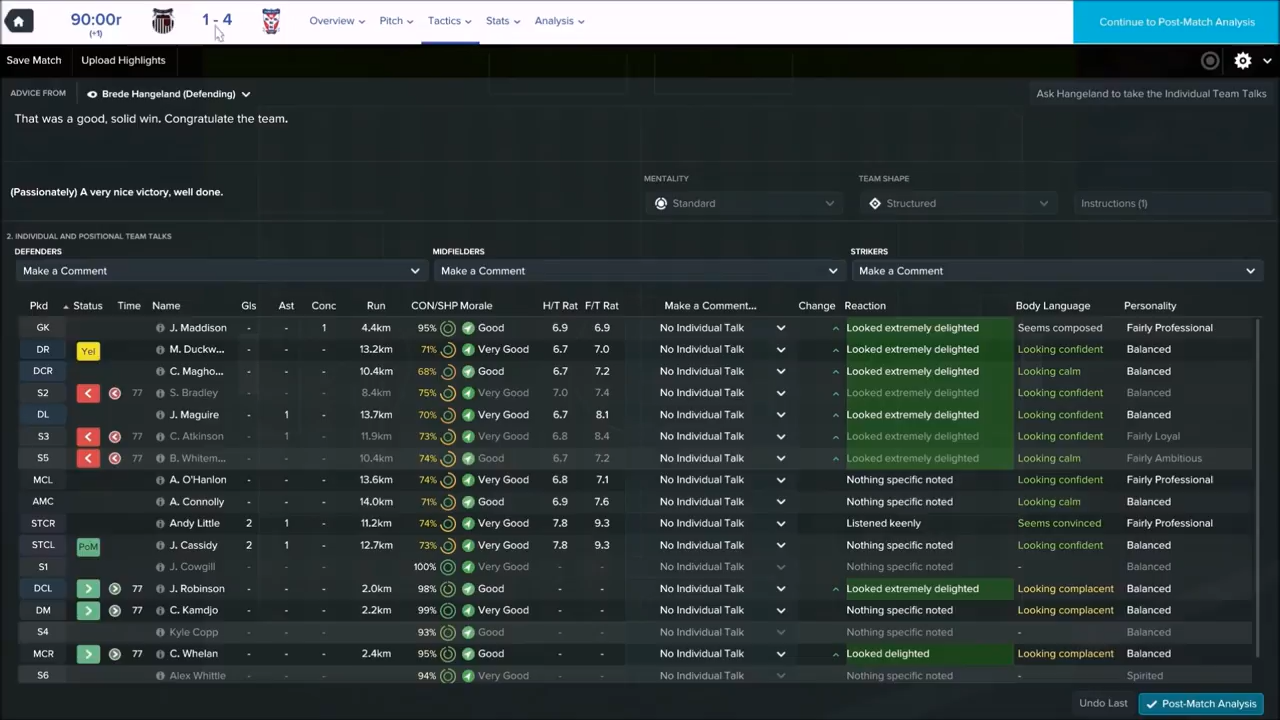 90:00r 1 - 4 Overview Pitch Tactics Stats Analysis Continue to Post-Match Analysis
(+1)
Save Match Upload Highlights
ADVICE FROM Brede Hangeland (Defending) Ask Hangeland to take the Individual Team Talks
That was a good, solid win. Congratulate the team.
MENTALITY TEAM SHAPE
(Passionately) A very nice victory, well done.
Standard Structured Instructions (1)
2. INDIVIDUAL AND POSITIONAL TEAM TALKS
DEFENDERS MIDFIELDERS STRIKERS
Make a Comment Make a Comment Make a Comment
Pkd Status Time Name Gls Ast Conc Run CON/SHP Morale H/T Rat F/T Rat Make a Comment... Change Reaction Body Language Personality
GK J. Maddison - - 1 4.4km 95% Good 6.9 6.9 No Individual Talk Looked extremely delighted Seems composed Fairly Professional
DR Yel M. Duckw... - - - 13.2km 71% Very Good 6.7 7.0 No Individual Talk Looked extremely delighted Looking confident Balanced
DCR C. Magho... - - - 10.4km 68% Good 6.7 7.2 No Individual Talk Looked extremely delighted Looking calm Balanced
S2 77 S. Bradley - - - 8.4km 75% Very Good 7.0 7.4 No Individual Talk Looked extremely delighted Looking confident Balanced
DL J. Maguire - 1 - 13.7km 70% Very Good 6.7 8.1 No Individual Talk Looked extremely delighted Looking confident Balanced
S3 77 C. Atkinson - 1 - 11.9km 73% Very Good 6.8 8.4 No Individual Talk Looked extremely delighted Looking confident Fairly Loyal
S5 77 B. Whitem... - - - 10.4km 74% Good 6.7 7.2 No Individual Talk Looked extremely delighted Looking calm Fairly Ambitious
MCL A. O'Hanlon - - - 13.6km 74% Very Good 6.8 7.1 No Individual Talk Nothing specific noted Looking confident Fairly Professional
AMC A. Connolly - - - 14.0km 71% Good 6.9 7.6 No Individual Talk Nothing specific noted Looking calm Balanced
STCR Andy Little 2 1 - 11.2km 74% Very Good 7.8 9.3 No Individual Talk Listened keenly Seems convinced Fairly Professional
STCL PoM J. Cassidy 2 1 - 12.7km 73% Very Good 7.8 9.3 No Individual Talk Nothing specific noted Looking confident Balanced
S1 J. Cowgill - - - 100% Very Good - - No Individual Talk Nothing specific noted - Balanced
DCL 77 J. Robinson - - - 2.0km 98% Good - - No Individual Talk Looked extremely delighted Looking complacent Balanced
DM 77 C. Kamdjo - - - 2.2km 99% Good - - No Individual Talk Nothing specific noted Looking complacent Balanced
S4 Kyle Copp - - - 93% Good - - No Individual Talk Nothing specific noted - Balanced
MCR 77 C. Whelan - - - 2.4km 95% Good - - No Individual Talk Looked delighted Looking complacent Balanced
S6 Alex Whittle - - - 94% Very Good - - No Individual Talk Nothing specific noted - Spirited
Undo Last Post-Match Analysis